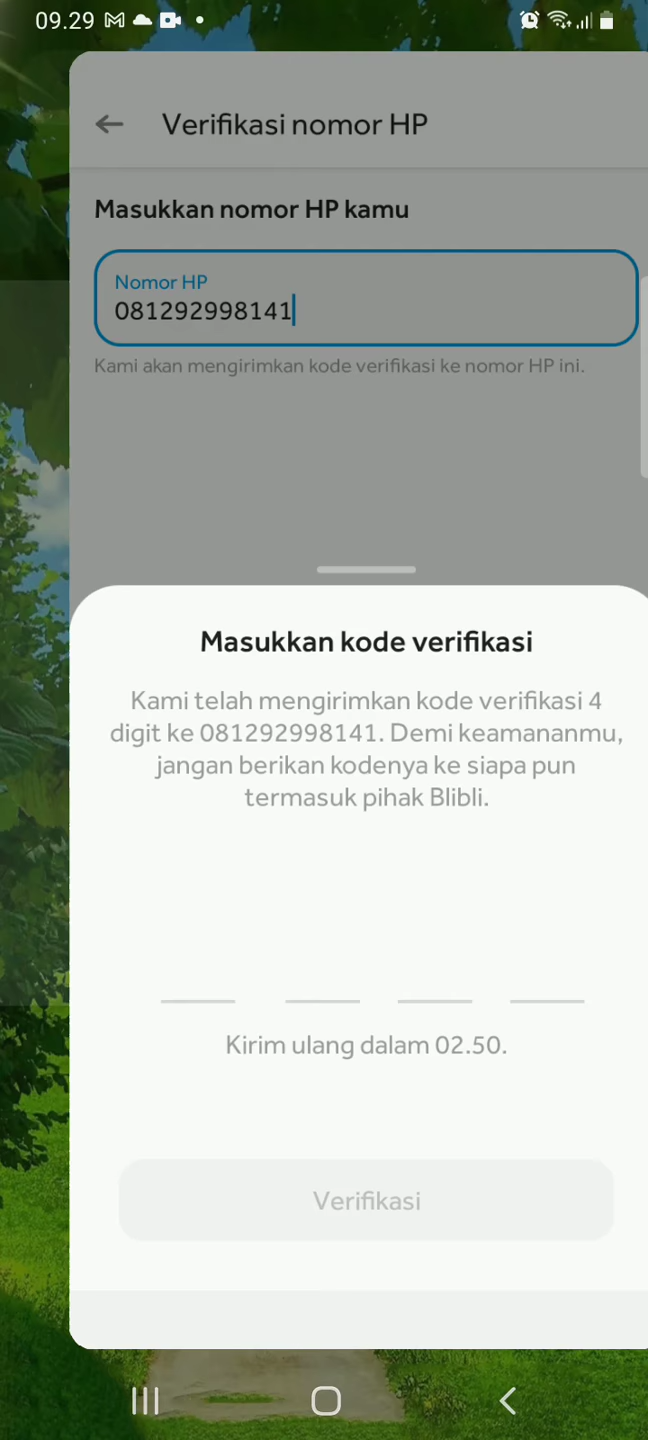 09.29
Verifikasi nomor HP
Masukkan nomor HP kamu
Nomor HP
081292998141
Kami akan mengirimkan kode verifikasi ke nomor HP ini.
Masukkan kode verifikasi
Kami telah mengirimkan kode verifikasi 4
digit ke 081292998141. Demi keamananmu,
jangan berikan kodenya ke siapa pun
termasuk pihak Blibli.
Kirim ulang dalam 02.50.
Verifikasi